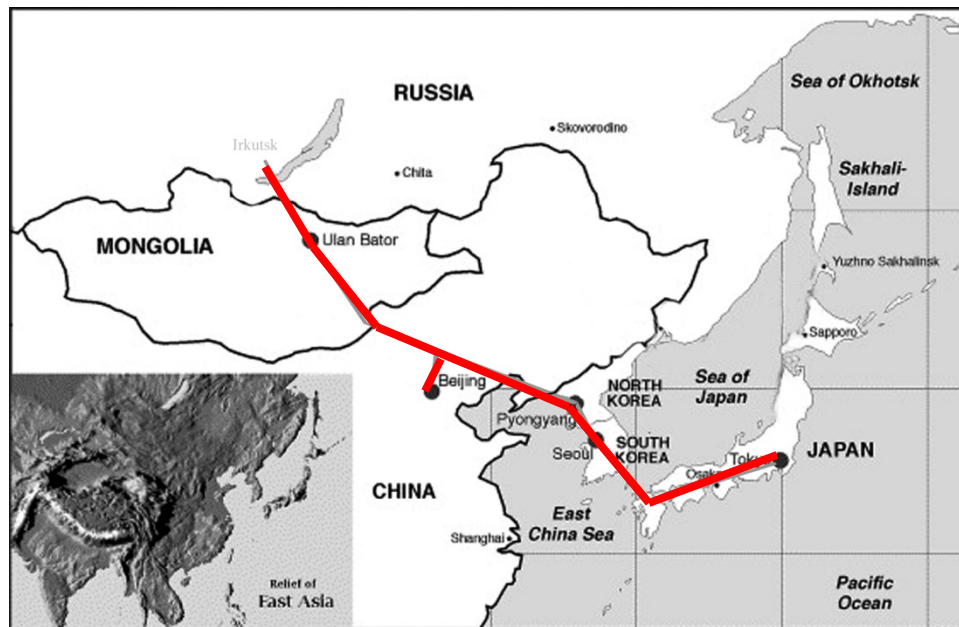 Sea of Okhotsk
RUSSIA
Skovorodino
Irkutsk
Chita
Sakhali-
Island
MONGOLIA
Ulan Bator
Yuzhno Sakhalinsk
Sapporo
Beijing
NORTH
KOREA
Sea of
Japan
Pyongyang
SOUTH
KOREA
Seoul
JAPAN
Tokyo
Osaka
CHINA
East
China Sea
Shanghai
Relief of
East Asia
Pacific
Ocean